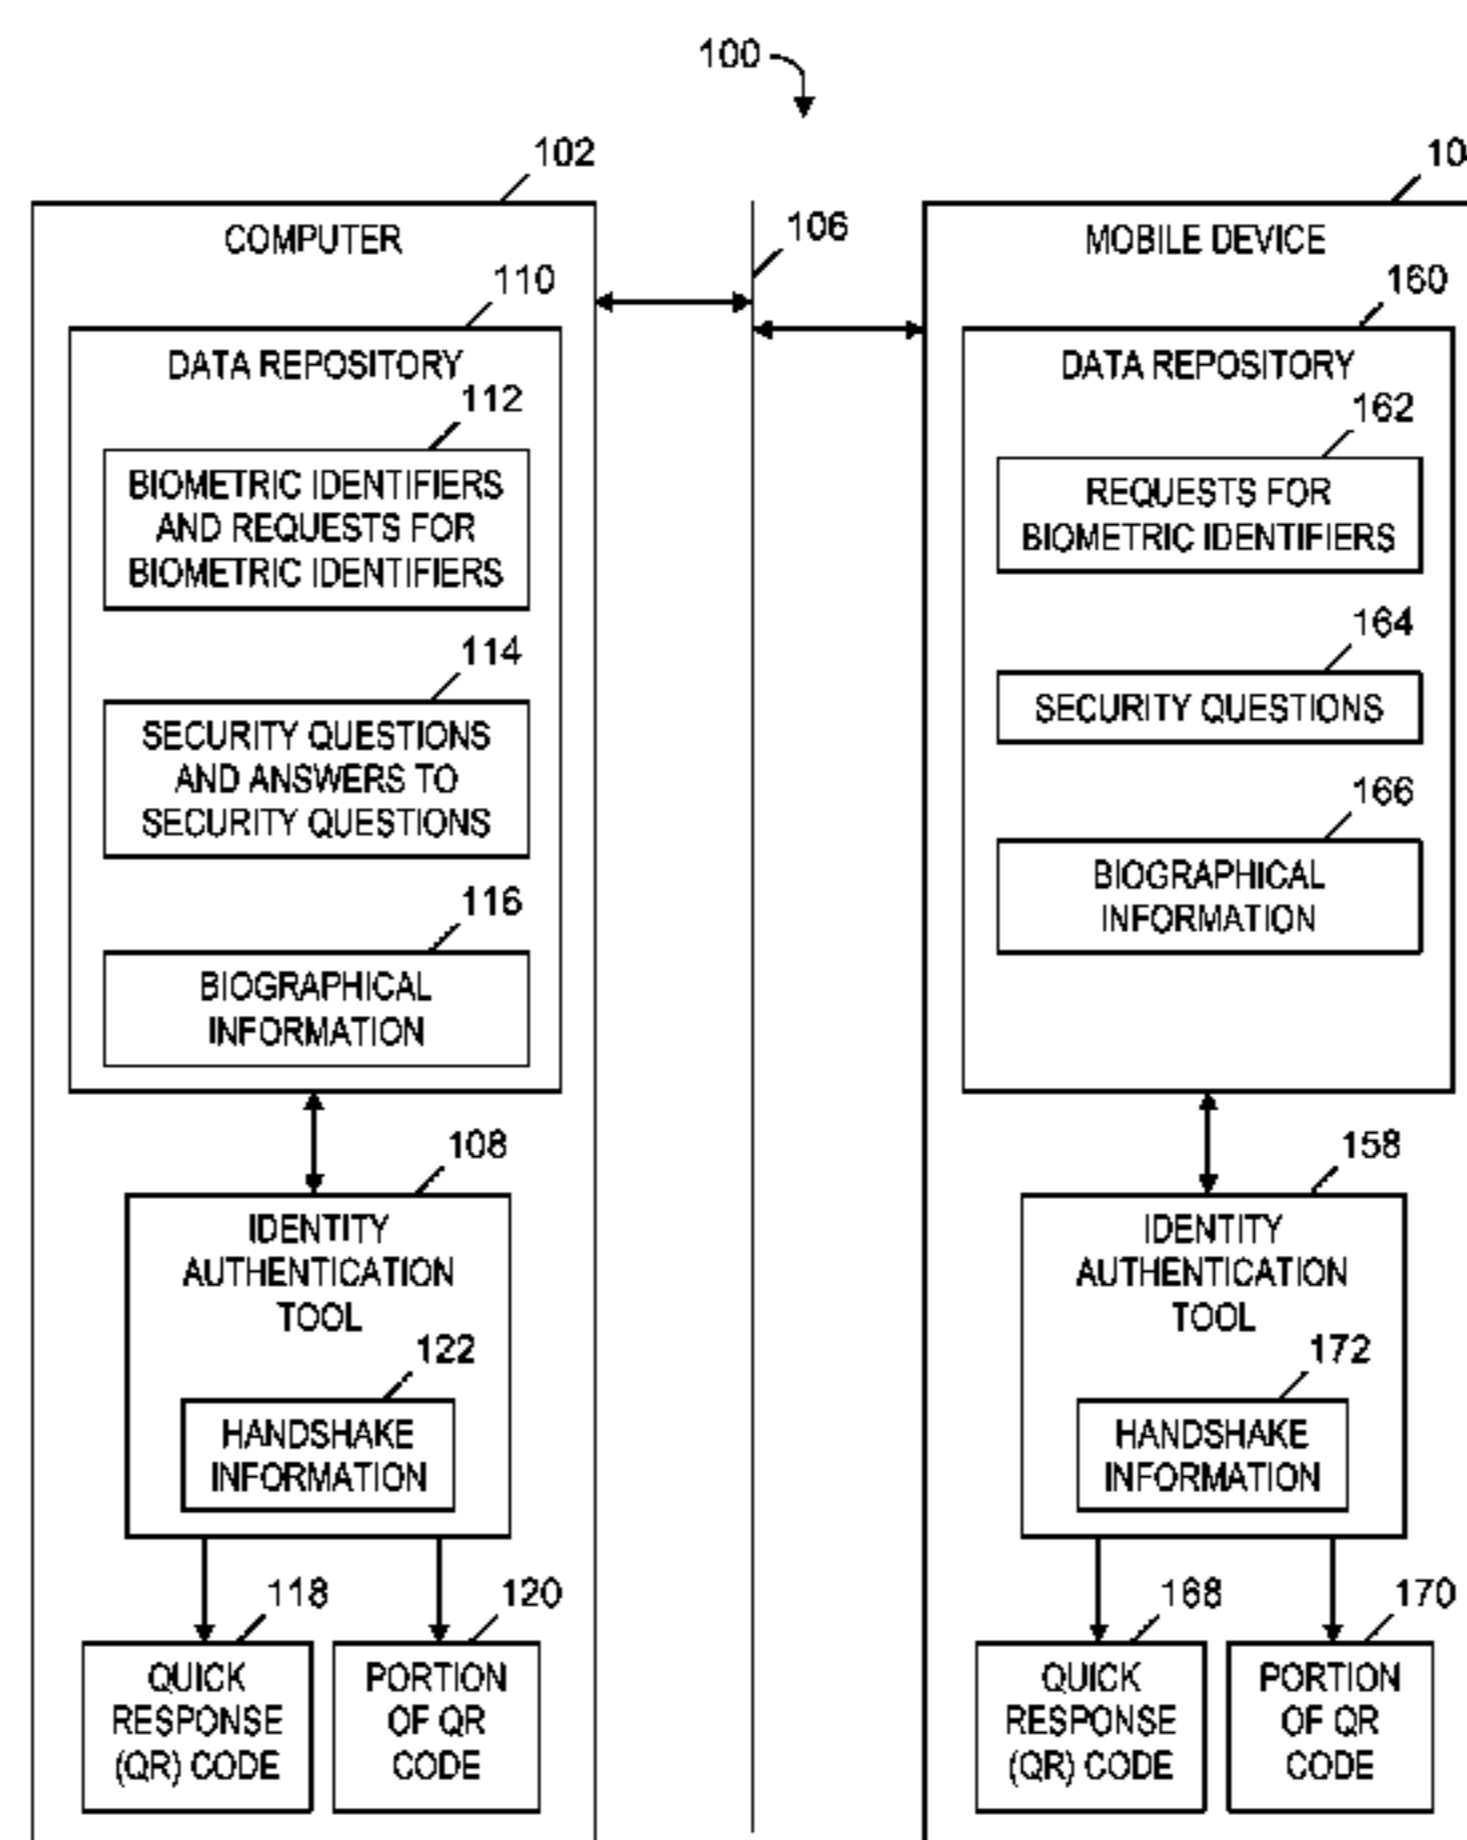 100
102
COMPUTER
110
DATA REPOSITORY
112
BIOMETRIC IDENTIFIERS
AND REQUESTS FOR
BIOMETRIC IDENTIFIERS
114
SECURITY QUESTIONS
AND ANSWERS TO
SECURITY QUESTIONS
116
BIOGRAPHICAL
INFORMATION
108
IDENTITY
AUTHENTICATION
TOOL
122
HANDSHAKE
INFORMATION
118
QUICK
RESPONSE
(QR) CODE
120
PORTION
OF QR
CODE
106
MOBILE DEVICE
160
DATA REPOSITORY
162
REQUESTS FOR
BIOMETRIC IDENTIFIERS
164
SECURITY QUESTIONS
166
BIOGRAPHICAL
INFORMATION
158
IDENTITY
AUTHENTICATION
TOOL
172
HANDSHAKE
INFORMATION
168
QUICK
RESPONSE
(QR) CODE
170
PORTION
OF QR
CODE